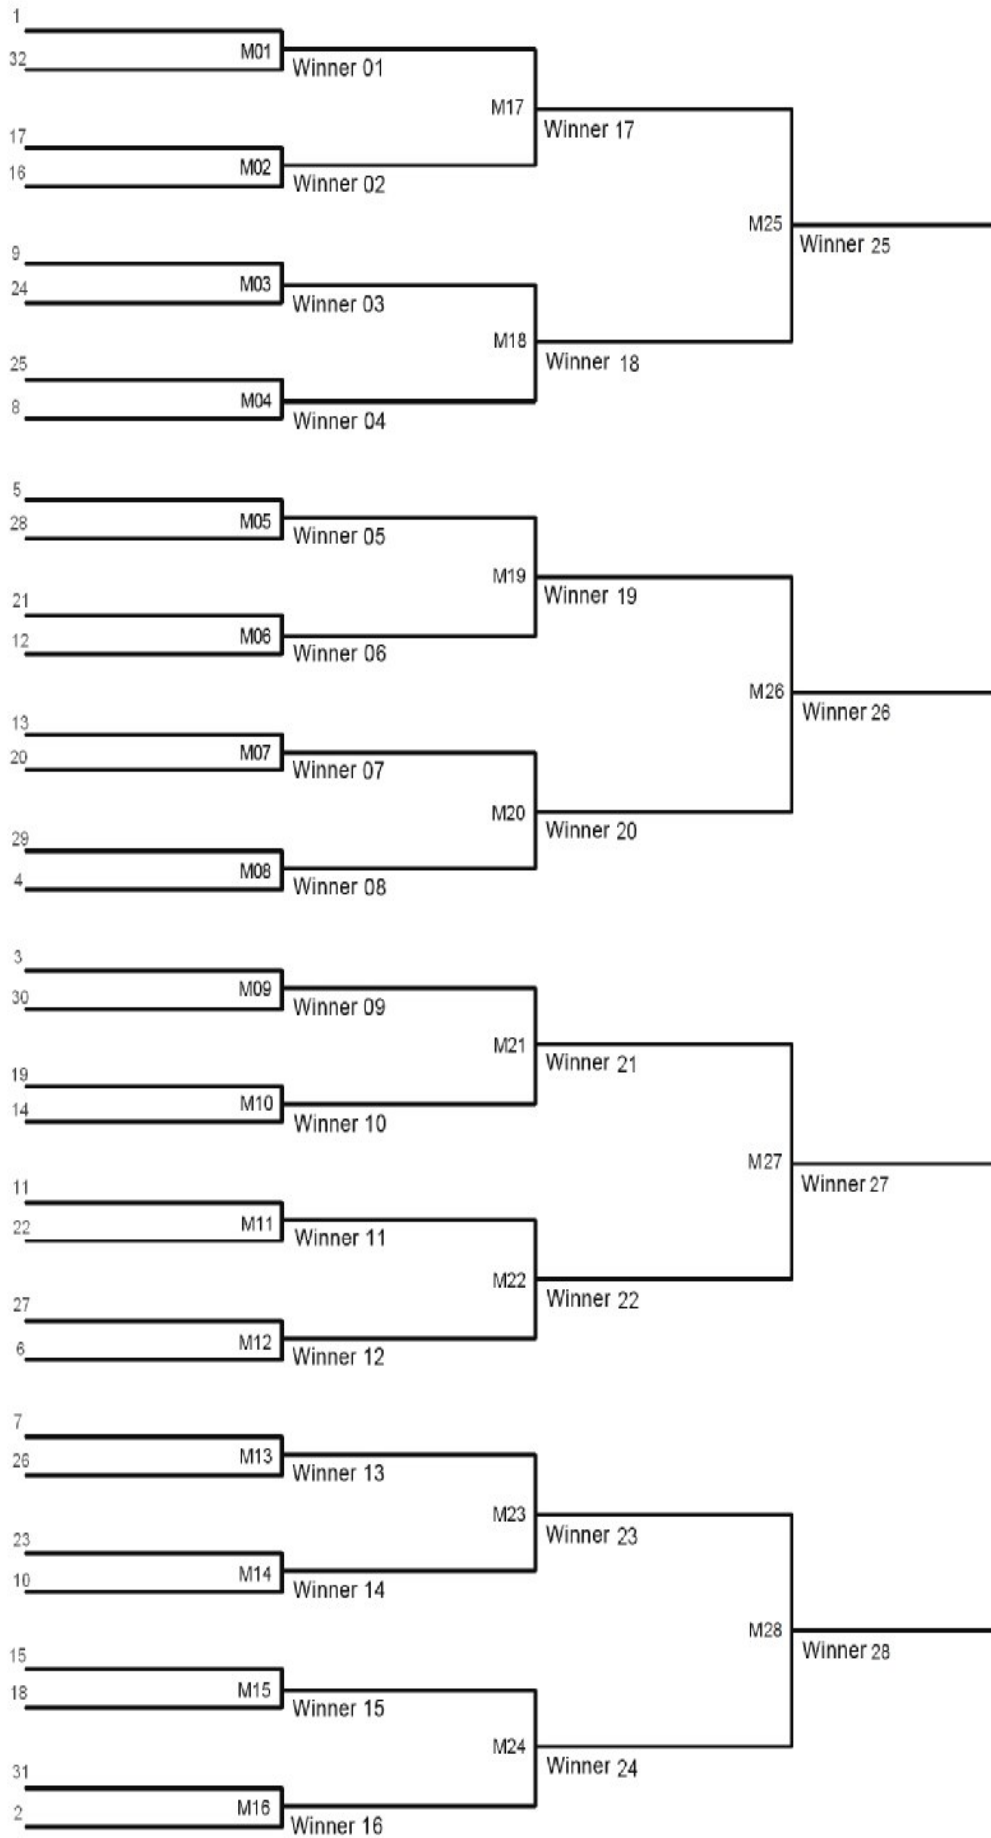 1
M01
32
Winner 01
M17
Winner 17
17
M02
16
Winner 02
M25
Winner 25
9
M03
24
Winner 03
M18
Winner 18
25
M04
8
Winner 04
5
M05
28
Winner 05
M19
Winner 19
21
M06
12
Winner 06
M26
Winner 26
13
M07
20
Winner 07
M20
Winner 20
29
M08
4
Winner 08
3
M09
30
Winner 09
M21
Winner 21
19
M10
14
Winner 10
M27
Winner 27
11
M11
22
Winner 11
M22
Winner 22
27
M12
6
Winner 12
7
M13
26
Winner 13
M23
Winner 23
23
M14
10
Winner 14
M28
Winner 28
15
M15
18
Winner 15
M24
Winner 24
31
M16
2
Winner 16